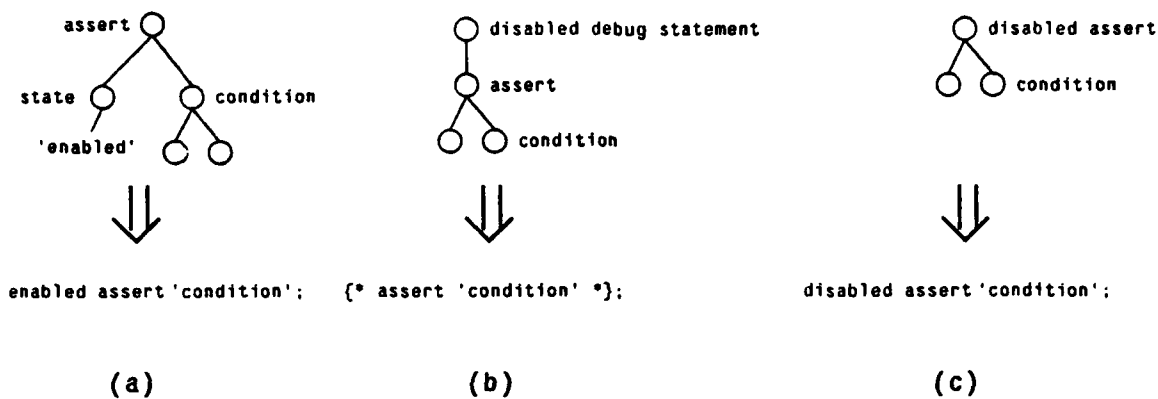 assert
disabled debug statement
disabled assert
state
condition
assert
condition
'enabled'
condition
enabled assert 'condition';
{* assert 'condition' *};
disabled assert 'condition';
(a)
(b)
(c)